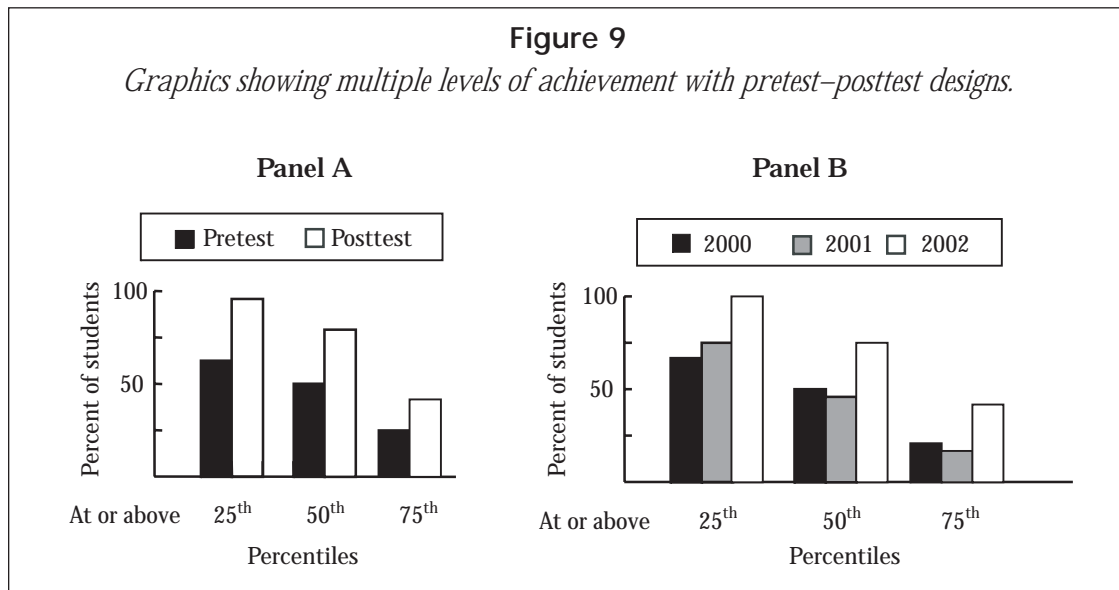 Figure 9
Graphics showing multiple levels of achievement with pretest–posttest designs.
Panel A
Pretest Posttest
Percent of students
100
50
At or above 25th 50th 75th
Percentiles
Panel B
2000 2001 2002
Percent of students
100
50
At or above 25th 50th 75th
Percentiles